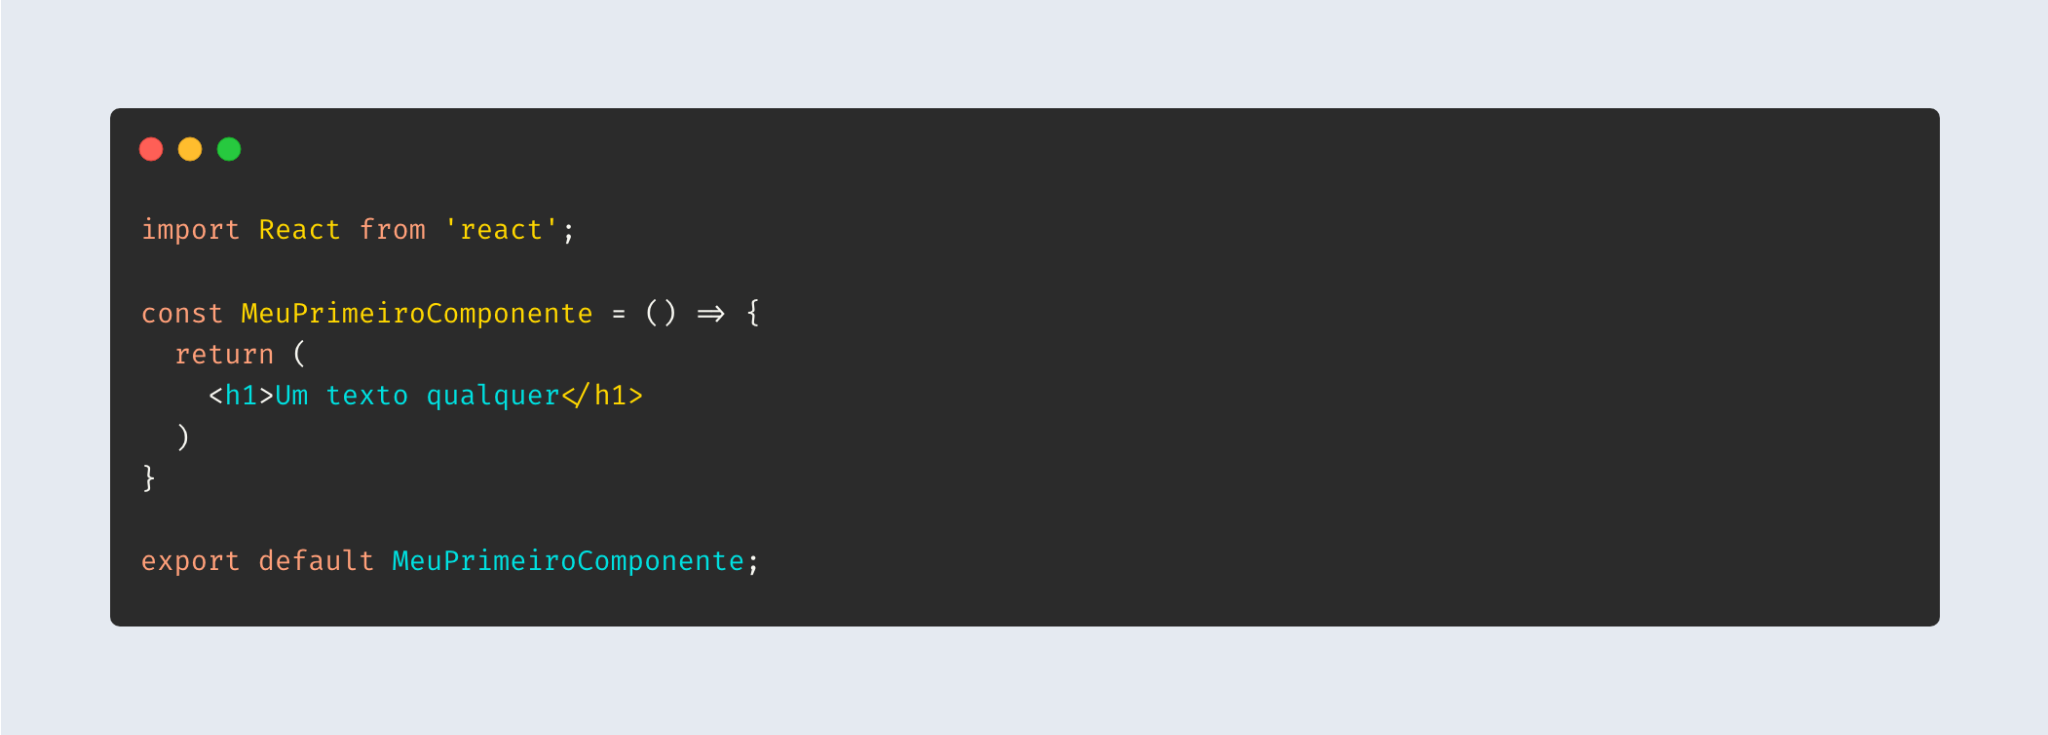 import React from 'react';
const MeuPrimeiroComponente = () => {
return (
<h1>Um texto qualquer</h1>
)
}
export default MeuPrimeiroComponente;